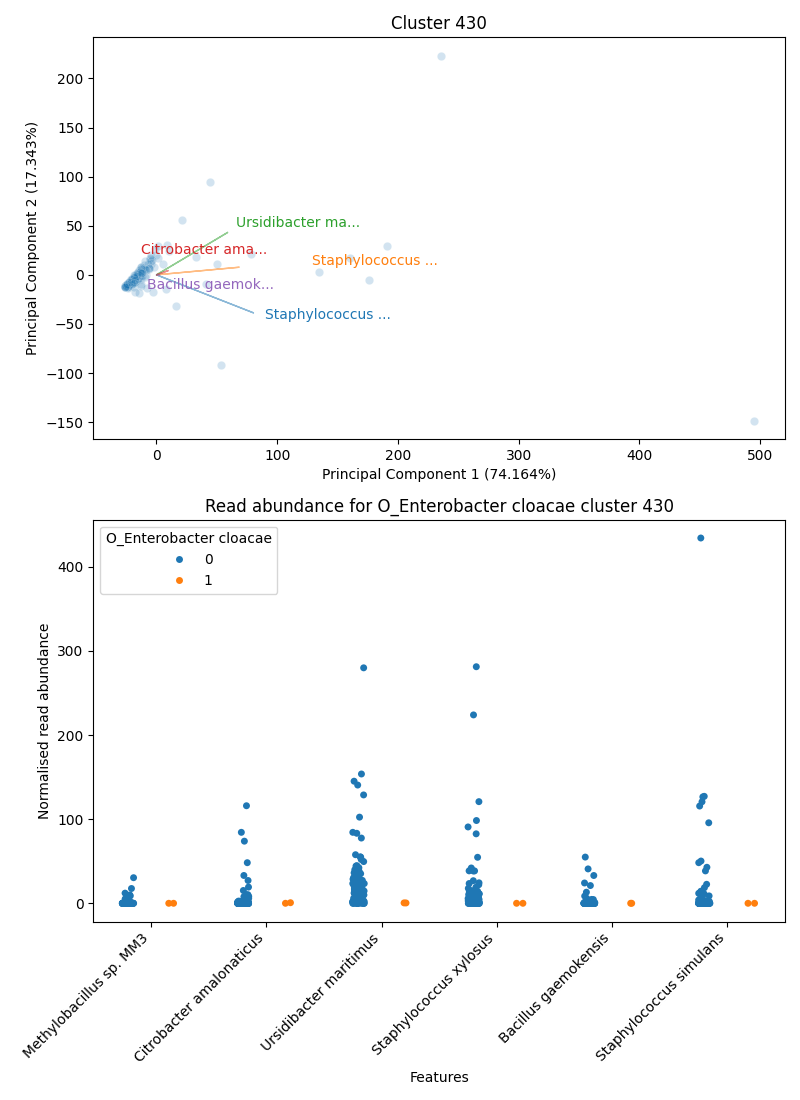 Cluster 430
Principal Component 2 (17.343%)
200
150
100
50
0
−50
−100
−150
Ursidibacter ma...
Citrobacter ama...
Staphylococcus ...
Bacillus gaemok...
Staphylococcus ...
0
100
200
300
400
500
Principal Component 1 (74.164%)
Read abundance for O_Enterobacter cloacae cluster 430
O_Enterobacter cloacae
0
1
Normalised read abundance
400
300
200
100
0
Methylobacillus sp. MM3
Citrobacter amalonaticus
Ursidibacter maritimus
Staphylococcus xylosus
Bacillus gaemokensis
Staphylococcus simulans
Features